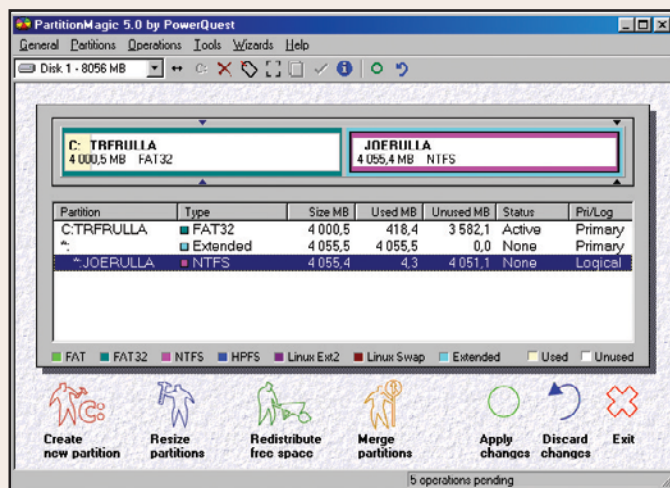 PartitionMagic 5.0 by PowerQuest
General Partitions Operations Tools Wizards Help
Disk 1 - 8056 MB C:
C: TRFRULLA
4 000,5 MB FAT32
JOERULLA
4 055,4 MB NTFS
Partition Type Size MB Used MB Unused MB Status Pri/Log
C:TRFRULLA FAT32 4 000,5 418,4 3 582,1 Active Primary
*: Extended 4 055,5 4 055,5 0,0 None Primary
*:JOERULLA NTFS 4 055,4 4,3 4 051,1 None Logical
FAT FAT32 NTFS HPFS Linux Ext2 Linux Swap Extended Used Unused
C:
Create new partition
Resize partitions
Redistribute free space
Merge partitions
Apply changes
Discard changes
Exit
5 operations pending